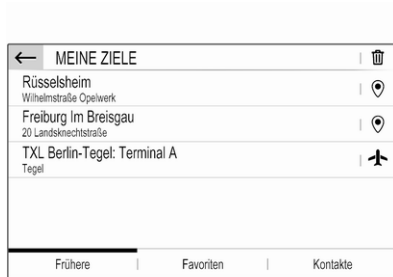 MEINE ZIELE
Rüsselsheim
Wilhelmstraße Opelwerk
Freiburg Im Breisgau
20 Landsknechtstraße
TXL Berlin-Tegel: Terminal A
Tegel
Frühere
Favoriten
Kontakte